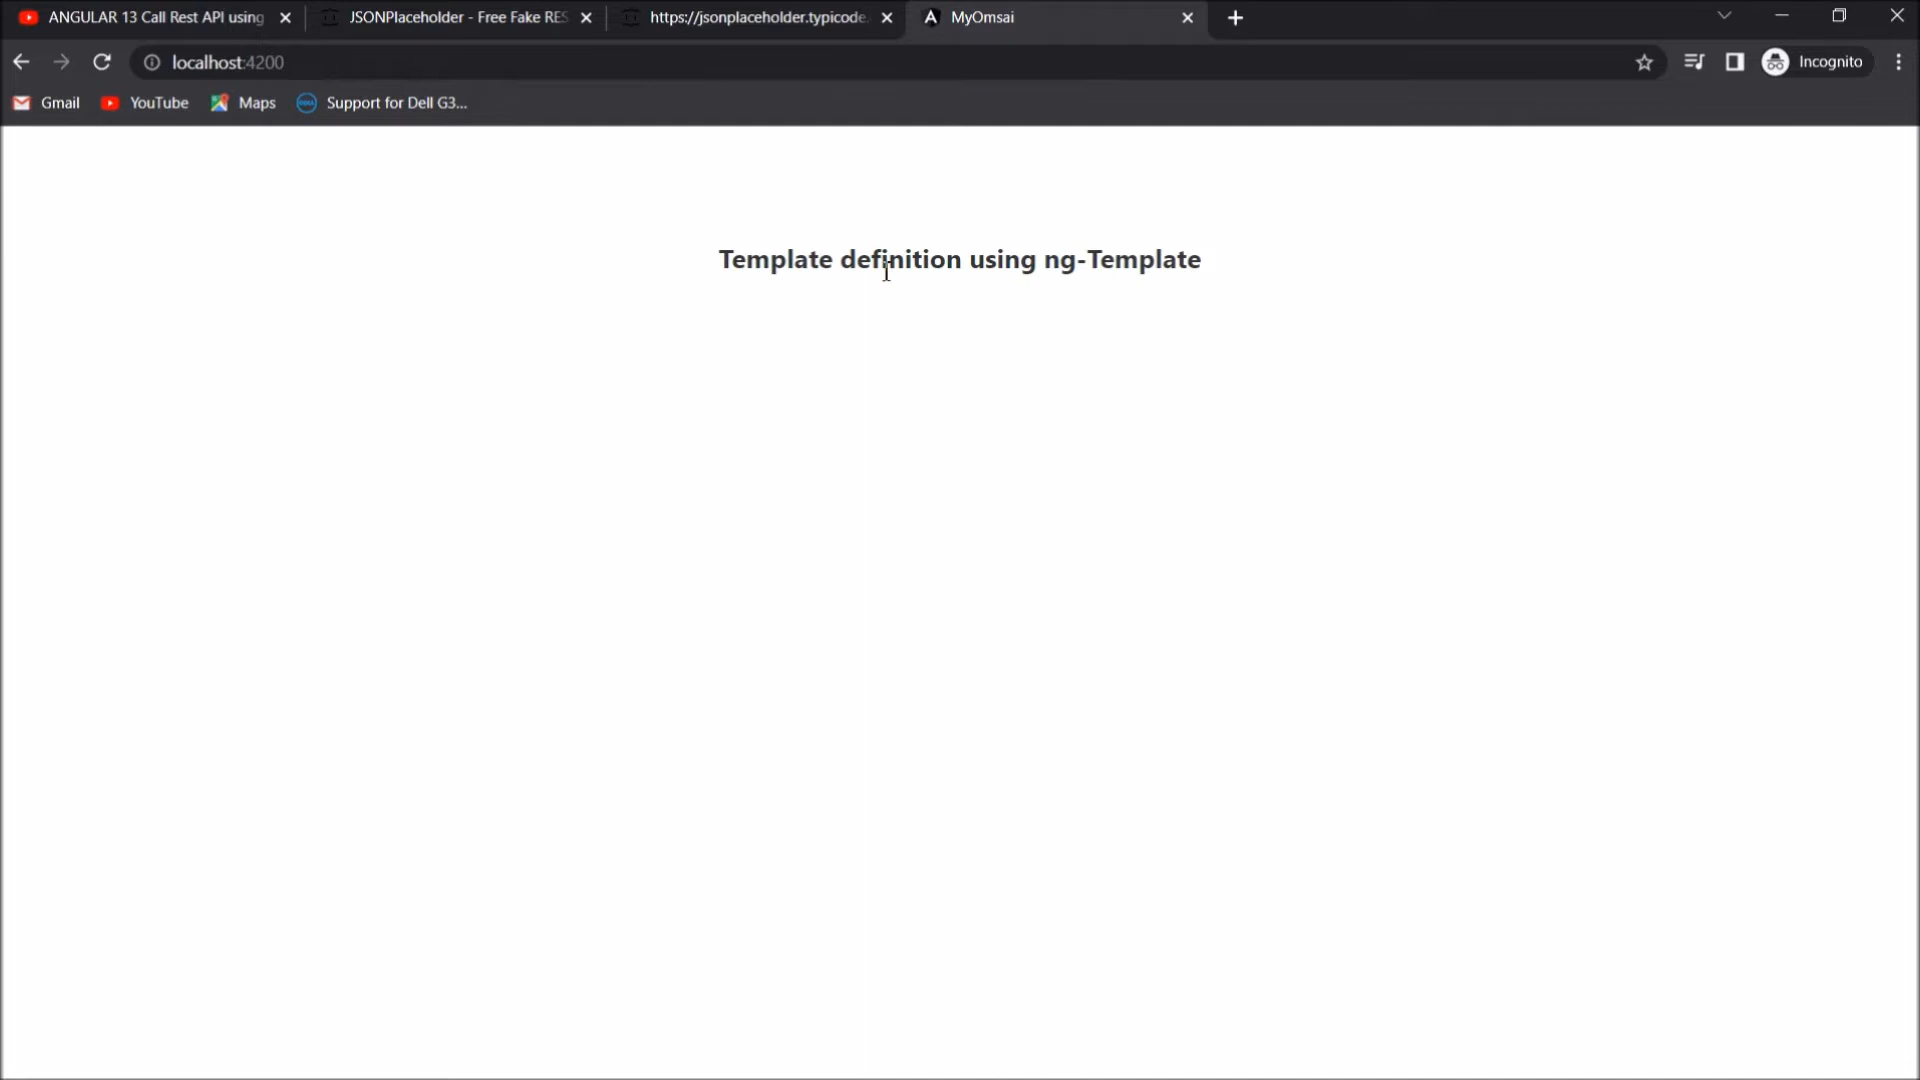 ANGULAR 13 Call Rest API using
JSONPlaceholder - Free Fake RES
https://jsonplaceholder.typicode.
MyOmsai
localhost:4200
Incognito
Gmail
YouTube
Maps
Support for Dell G3...
Template definition using ng-Template